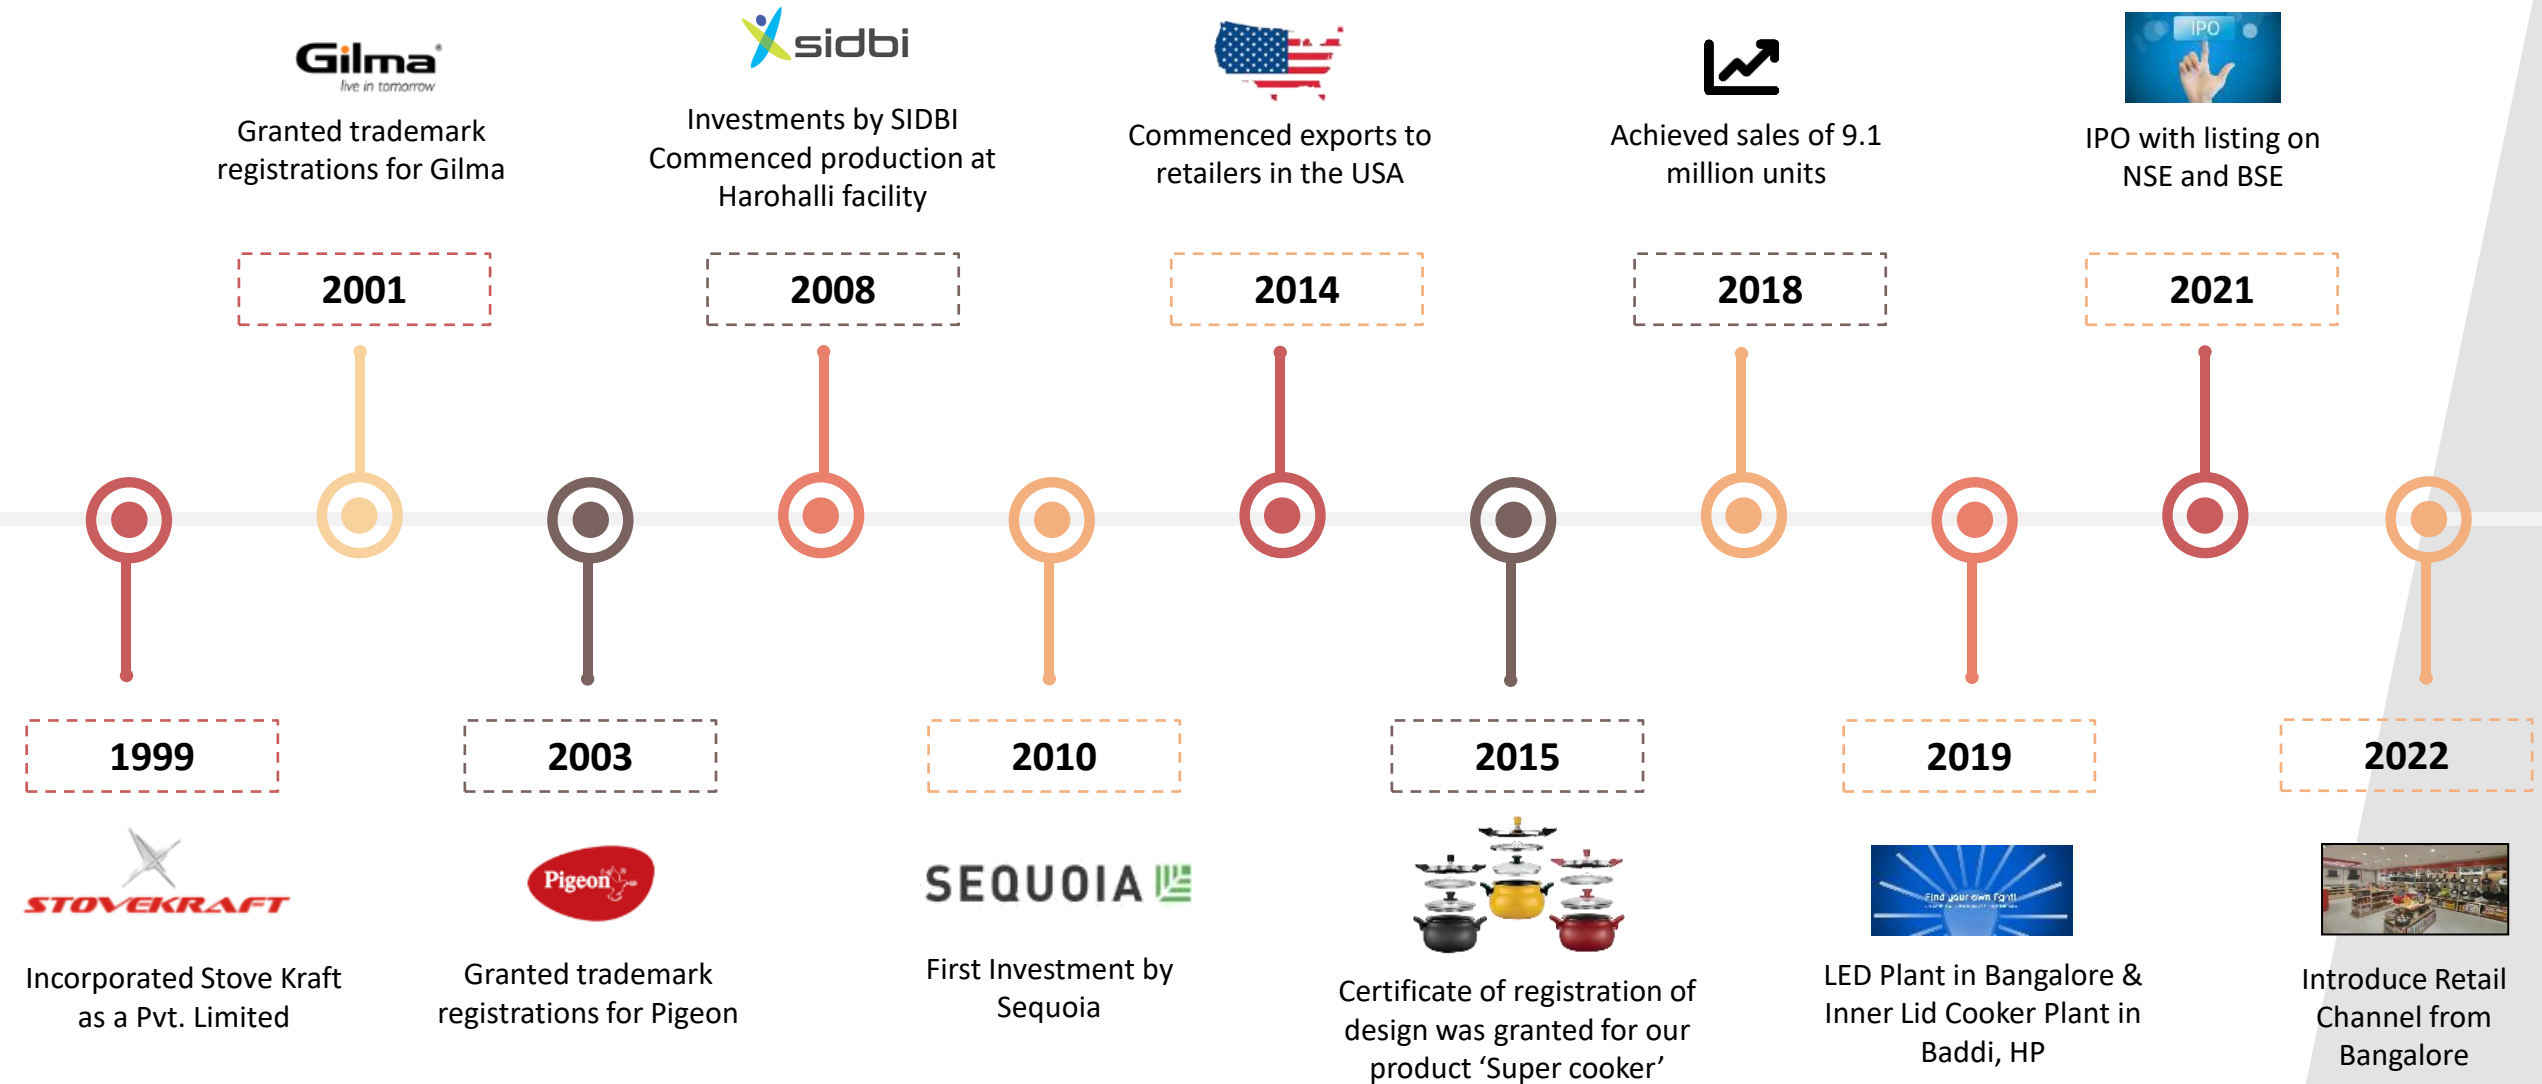 Gilma®
live in tomorrow
Granted trademark
registrations for Gilma
2001
sidbi
Investments by SIDBI
Commenced production at
Harohalli facility
2008
Commenced exports to
retailers in the USA
2014
Achieved sales of 9.1
million units
2018
IPO
IPO with listing on
NSE and BSE
2021
1999
STOVEKRAFT
Incorporated Stove Kraft
as a Pvt. Limited
2003
Pigeon
Granted trademark
registrations for Pigeon
2010
SEQUOIA
First Investment by
Sequoia
2015
Certificate of registration of
design was granted for our
product ‘Super cooker’
2019
Find your own light!
LED Plant in Bangalore &
Inner Lid Cooker Plant in
Baddi, HP
2022
Introduce Retail
Channel from
Bangalore